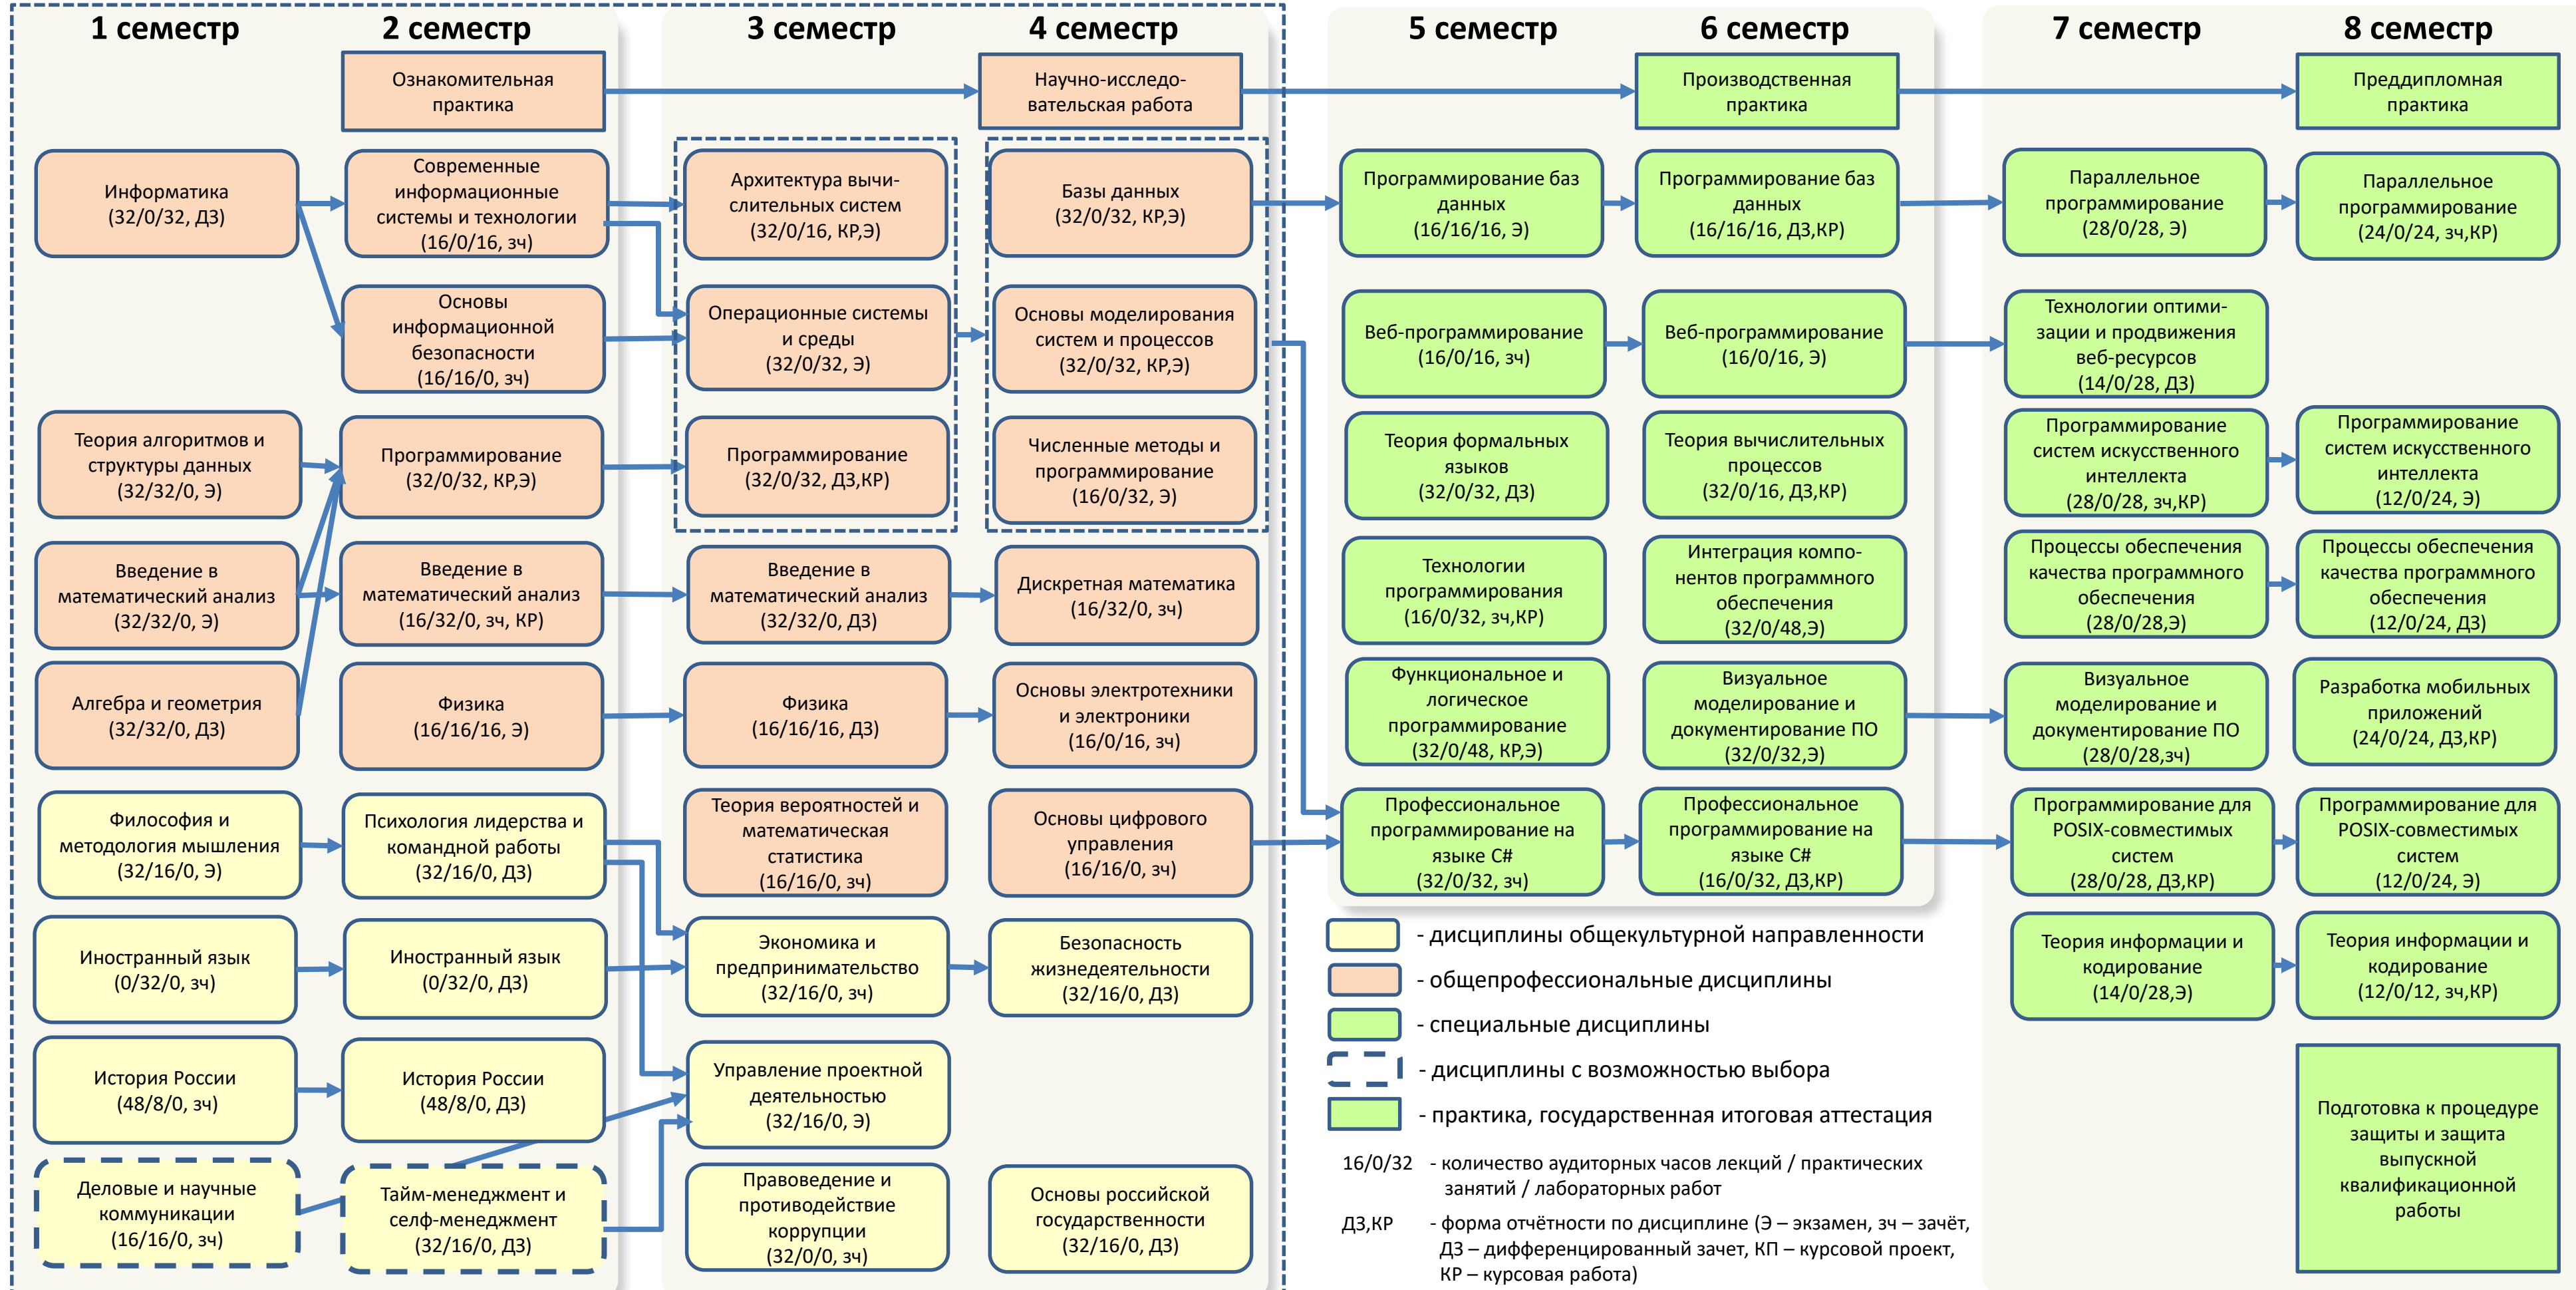 1 семестр
2 семестр
3 семестр
4 семестр
5 семестр
6 семестр
7 семестр
8 семестр
Ознакомительная
практика
Научно-исследо-
вательская работа
Производственная
практика
Преддипломная
практика
Информатика
(32/0/32, ДЗ)
Современные
информационные
системы и технологии
(16/0/16, зч)
Архитектура вычи-
слительных систем
(32/0/16, КР,Э)
Базы данных
(32/0/32, КР,Э)
Программирование баз
данных
(16/16/16, Э)
Программирование баз
данных
(16/16/16, ДЗ,КР)
Параллельное
программирование
(28/0/28, Э)
Параллельное
программирование
(24/0/24, зч,КР)
Основы
информационной
безопасности
(16/16/0, зч)
Операционные системы
и среды
(32/0/32, Э)
Основы моделирования
систем и процессов
(32/0/32, КР,Э)
Веб-программирование
(16/0/16, зч)
Веб-программирование
(16/0/16, Э)
Технологии оптими-
зации и продвижения
веб-ресурсов
(14/0/28, ДЗ)
Теория алгоритмов и
структуры данных
(32/32/0, Э)
Программирование
(32/0/32, КР,Э)
Программирование
(32/0/32, ДЗ,КР)
Численные методы и
программирование
(16/0/32, Э)
Теория формальных
языков
(32/0/32, ДЗ)
Теория вычислительных
процессов
(32/0/16, ДЗ,КР)
Программирование
систем искусственного
интеллекта
(28/0/28, зч,КР)
Программирование
систем искусственного
интеллекта
(12/0/24, Э)
Введение в
математический анализ
(32/32/0, Э)
Введение в
математический анализ
(16/32/0, зч, КР)
Введение в
математический анализ
(32/32/0, ДЗ)
Дискретная математика
(16/32/0, зч)
Технологии
программирования
(16/0/32, зч,КР)
Интеграция компо-
нентов программного
обеспечения
(32/0/48,Э)
Процессы обеспечения
качества программного
обеспечения
(28/0/28,Э)
Процессы обеспечения
качества программного
обеспечения
(12/0/24, ДЗ)
Алгебра и геометрия
(32/32/0, ДЗ)
Физика
(16/16/16, Э)
Физика
(16/16/16, ДЗ)
Основы электротехники
и электроники
(16/0/16, зч)
Функциональное и
логическое
программирование
(32/0/48, КР,Э)
Визуальное
моделирование и
документирование ПО
(32/0/32,Э)
Визуальное
моделирование и
документирование ПО
(28/0/28,зч)
Разработка мобильных
приложений
(24/0/24, ДЗ,КР)
Философия и
методология мышления
(32/16/0, Э)
Психология лидерства и
командной работы
(32/16/0, ДЗ)
Теория вероятностей и
математическая
статистика
(16/16/0, зч)
Основы цифрового
управления
(16/16/0, зч)
Профессиональное
программирование на
языке C#
(32/0/32, зч)
Профессиональное
программирование на
языке C#
(16/0/32, ДЗ,КР)
Программирование для
POSIX-совместимых
систем
(28/0/28, ДЗ,КР)
Программирование для
POSIX-совместимых
систем
(12/0/24, Э)
Иностранный язык
(0/32/0, зч)
Иностранный язык
(0/32/0, ДЗ)
Экономика и
предпринимательство
(32/16/0, зч)
Безопасность
жизнедеятельности
(32/16/0, ДЗ)
Теория информации и
кодирование
(14/0/28,Э)
Теория информации и
кодирование
(12/0/12, зч,КР)
История России
(48/8/0, зч)
История России
(48/8/0, ДЗ)
Управление проектной
деятельностью
(32/16/0, Э)
Деловые и научные
коммуникации
(16/16/0, зч)
Тайм-менеджмент и
селф-менеджмент
(32/16/0, ДЗ)
Правоведение и
противодействие
коррупции
(32/0/0, зч)
Основы российской
государственности
(32/16/0, ДЗ)
Подготовка к процедуре
защиты и защита
выпускной
квалификационной
работы
- дисциплины общекультурной направленности
- общепрофессиональные дисциплины
- специальные дисциплины
- дисциплины с возможностью выбора
- практика, государственная итоговая аттестация
16/0/32 - количество аудиторных часов лекций / практических
занятий / лабораторных работ
ДЗ,КР - форма отчётности по дисциплине (Э – экзамен, зч – зачёт,
ДЗ – дифференцированный зачет, КП – курсовой проект,
КР – курсовая работа)